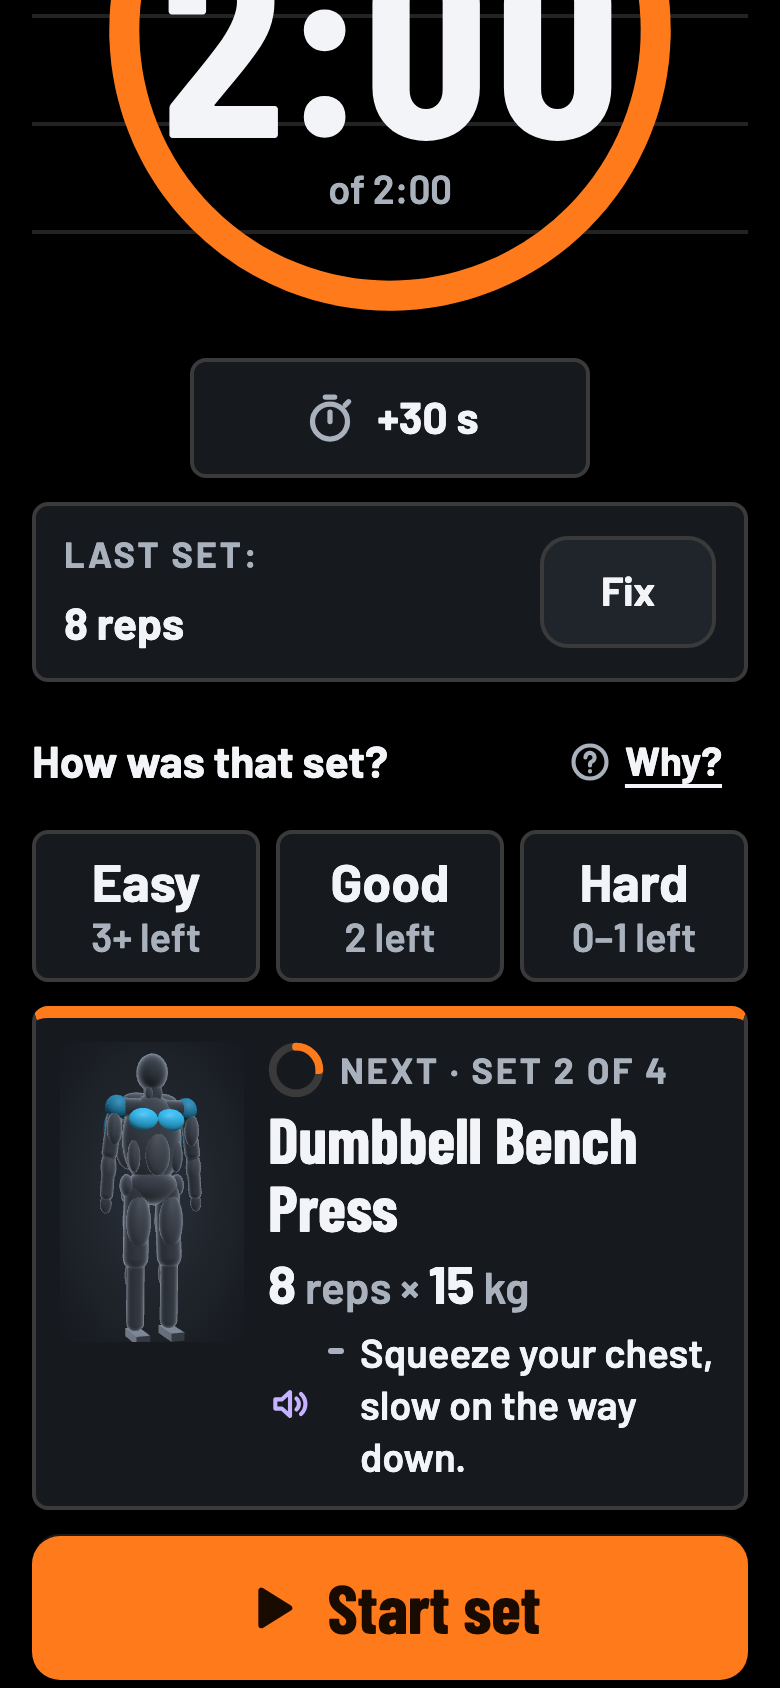 2:00
of 2:00
+30 s
LAST SET:
8 reps
Fix
How was that set?
Why?
Easy
3+ left
Good
2 left
Hard
0–1 left
NEXT · SET 2 OF 4
Dumbbell Bench
Press
8 reps × 15 kg
– Squeeze your chest,
slow on the way
down.
Start set